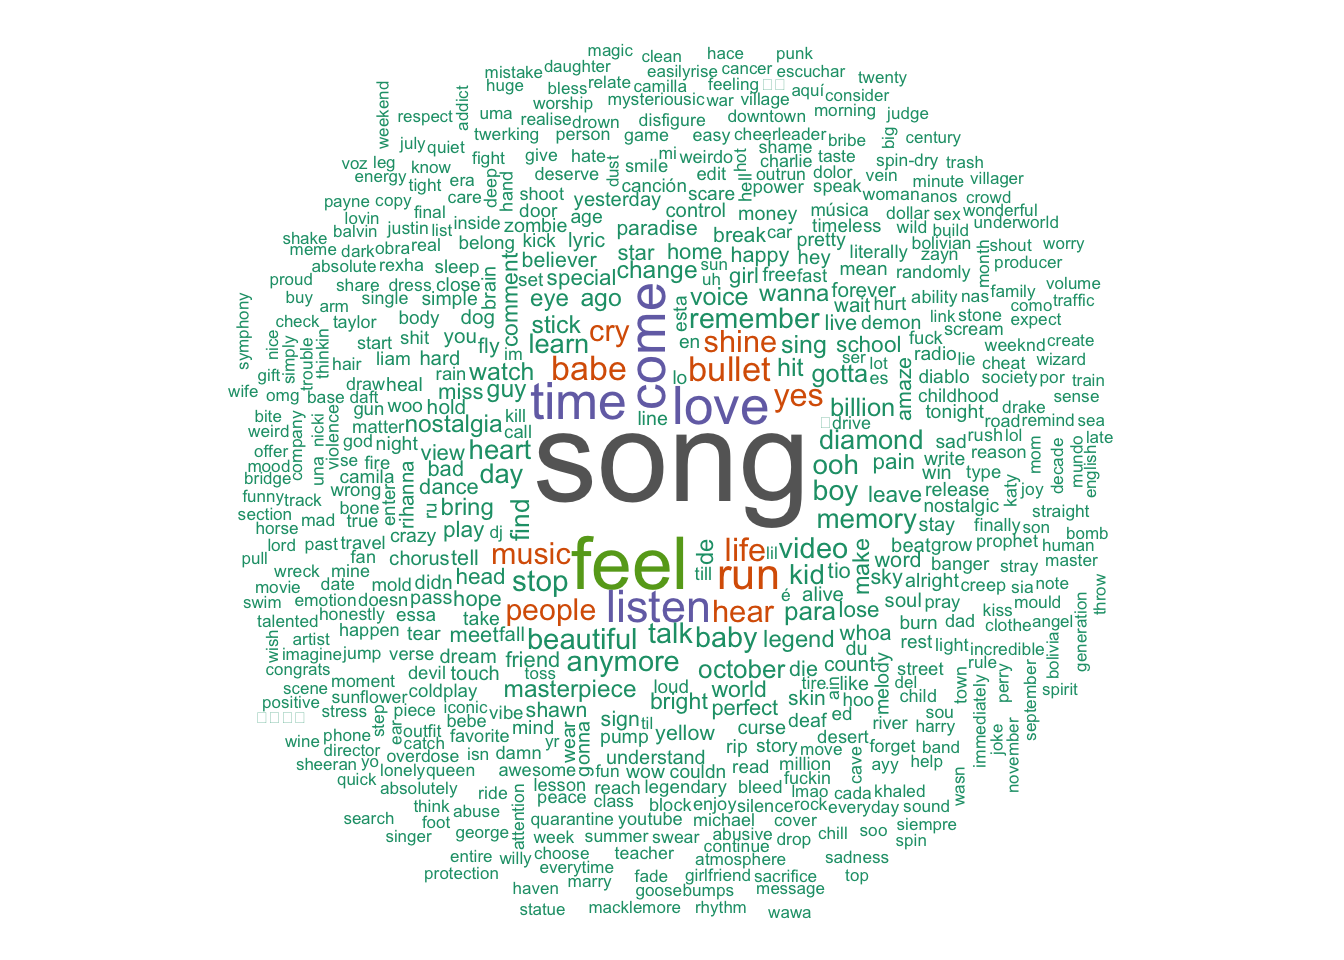 magic clean hace punk
mistake daughter easily rise cancer escuchar twenty
huge bless relate camilla feeling aquí consider
weekend respect addict uma worship mysterious ic war village downtown morning judge
realise drown disfigure easy cheerleader bribe big century
july quiet twerking person game shame
voz leg know fight give hate dust mi weirdo hot charlie taste spin-dry trash
energy tight era deep hand deserve smile edit hell outrun dolor vein minute villager
payne copy care shoot canción scare power speak woman anos crowd
lovin final door yesterday control money música dollar sex wonderful
shake balvin justin list inside zombie age paradise break car timeless wild build underworld
meme dark obra real belong kick lyric star home happy hey pretty literally bolivian shout worry
absolute rexha sleep comment believer change sun girl free fast mean randomly zayn month producer
proud share dress close brain set special uh forever ability nas family volume
buy arm single simple eye ago come esta voice wanna wait hurt link stone como traffic
symphony check taylor body dog stick remember live demon scream expect
nice simply trouble thinkin start shit you fly learn cry en shine sing school fuck radio lie weeknd create
gift hair liam hard im watch babe lo bullet hit gotta ser lot es amaze diablo cheat wizard
wife omg base daft draw heal rain miss guy time love yes childhood society por train
bite gun woo hold kill line billion tonight drake sense
weird matter nostalgia call drive road remind sea
offer company una nicki violence god night view heart song diamond sad rush lol mom decade mundo english late
mood se fire bad day ooh pain write reason
bridge camila wrong enter rihanna dance boy leave win type katy joy
funny track bone ru bring find memory release nostalgic straight
section horse mad true crazy play dj stay finally son bomb
lord past travel chorus tell music feel de life lil video make beat grow prophet human
pull wreck mine fan head stop till run kid tio word banger stray master
movie date mold didn sky alright creep sia note throw
swim emotion doesn pass hope people listen hear é alive soul pray kiss mould
talented honestly essa take para lose burn dad clothe angel generation
wish artist happen tear meet fall beautiful talk baby legend whoa rest light incredible
imagine jump verse dream friend anymore october die du count street rule bolivia
congrats moment devil touch toss world tire ain like melody del town immediately perry september spirit
scene sunflower coldplay masterpiece loud bright perfect skin hoo child
positive stress step piece iconic vibe shawn sign til curse deaf ed river sou
wine phone ear outfit bebe favorite mind wear pump yellow desert harry joke november
director catch yr gonna rip story move cave forget band
sheeran yo overdose isn damn understand million ayy help wasn
quick lonely queen awesome fun wow couldn read fuckin
absolutely ride lesson reach legendary bleed lmao cada khaled
think abuse peace class block enjoy silence rock everyday sound
search foot attention quarantine youtube michael cover siempre
singer george week summer swear abusive drop chill soo spin
entire willy choose teacher continue atmosphere sadness
protection everytime fade girlfriend sacrifice top
haven marry goosebumps message
statue macklemore rhythm wawa